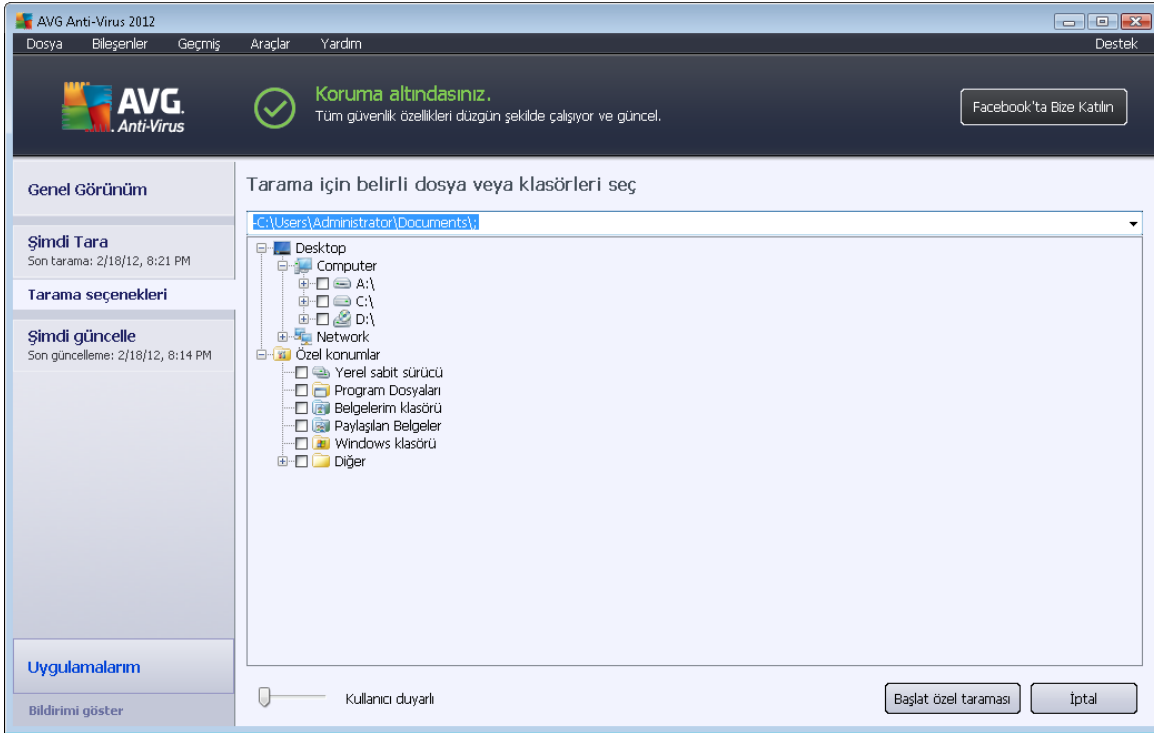 AVG Anti-Virus 2012
Dosya Bileşenler Geçmiş Araçlar Yardım Destek
AVG.
Anti-Virus
Koruma altındasınız.
Tüm güvenlik özellikleri düzgün şekilde çalışıyor ve güncel.
Facebook'ta Bize Katılın
Genel Görünüm
Şimdi Tara
Son tarama: 2/18/12, 8:21 PM
Tarama seçenekleri
Şimdi güncelle
Son güncelleme: 2/18/12, 8:14 PM
Uygulamalarım
Bildirimi göster
Tarama için belirli dosya veya klasörleri seç
-C:\Users\Administrator\Documents\;
Desktop
Computer
A:\
C:\
D:\
Network
Özel konumlar
Yerel sabit sürücü
Program Dosyaları
Belgelerim klasörü
Paylaşılan Belgeler
Windows klasörü
Diğer
Kullanıcı duyarlı
Başlat özel taraması
İptal